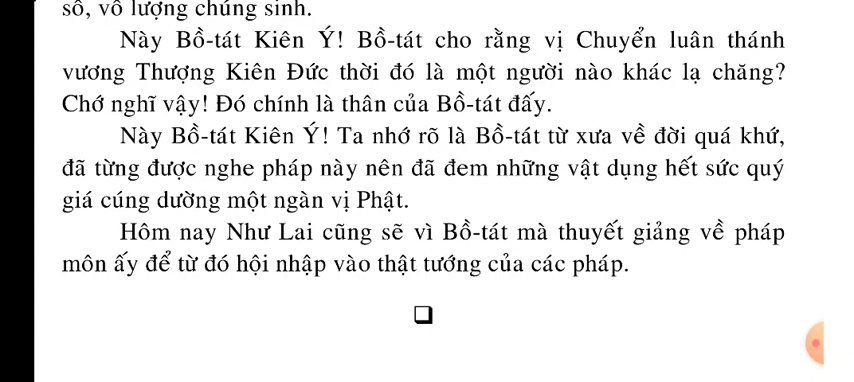 số, vô lượng chúng sinh.
Này Bồ-tát Kiên Ý! Bồ-tát cho rằng vị Chuyển luân thánh
vương Thượng Kiên Đức thời đó là một người nào khác lạ chăng?
Chớ nghĩ vậy! Đó chính là thân của Bồ-tát đấy.
Này Bồ-tát Kiên Ý! Ta nhớ rõ là Bồ-tát từ xưa về đời quá khứ,
đã từng được nghe pháp này nên đã đem những vật dụng hết sức quý
giá cúng dường một ngàn vị Phật.
Hôm nay Như Lai cũng sẽ vì Bồ-tát mà thuyết giảng về pháp
môn ấy để từ đó hội nhập vào thật tướng của các pháp.